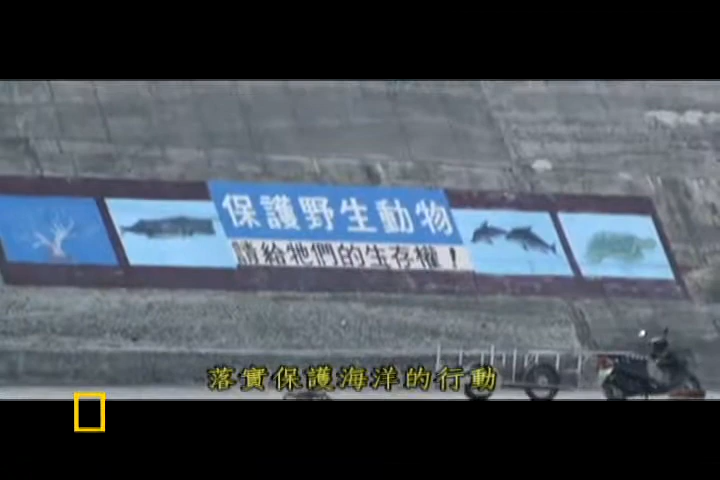 保護野生動物
請給牠們的生存權！
落實保護海洋的行動